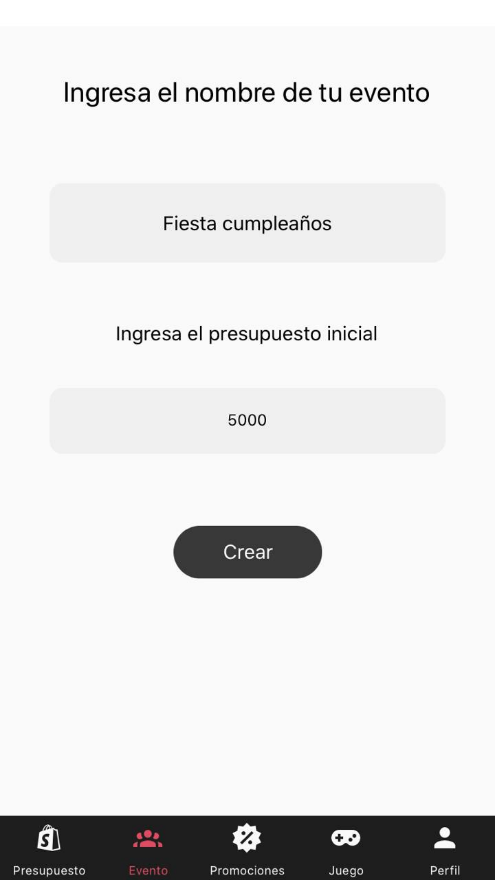 Ingresa el nombre de tu evento
Fiesta cumpleaños
Ingresa el presupuesto inicial
5000
Crear
Presupuesto Evento Promociones Juego Perfil